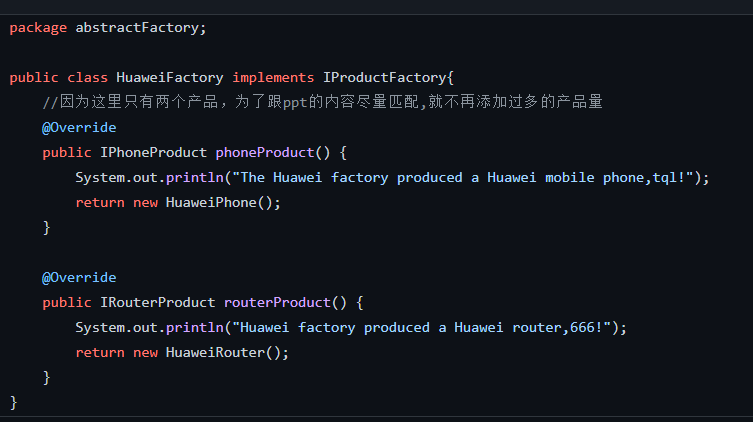 package abstractFactory;
public class HuaweiFactory implements IProductFactory{
//因为这里只有两个产品，为了跟ppt的内容尽量匹配,就不再添加过多的产品量
@Override
public IPhoneProduct phoneProduct() {
System.out.println("The Huawei factory produced a Huawei mobile phone,tql!");
return new HuaweiPhone();
}
@Override
public IRouterProduct routerProduct() {
System.out.println("Huawei factory produced a Huawei router,666!");
return new HuaweiRouter();
}
}